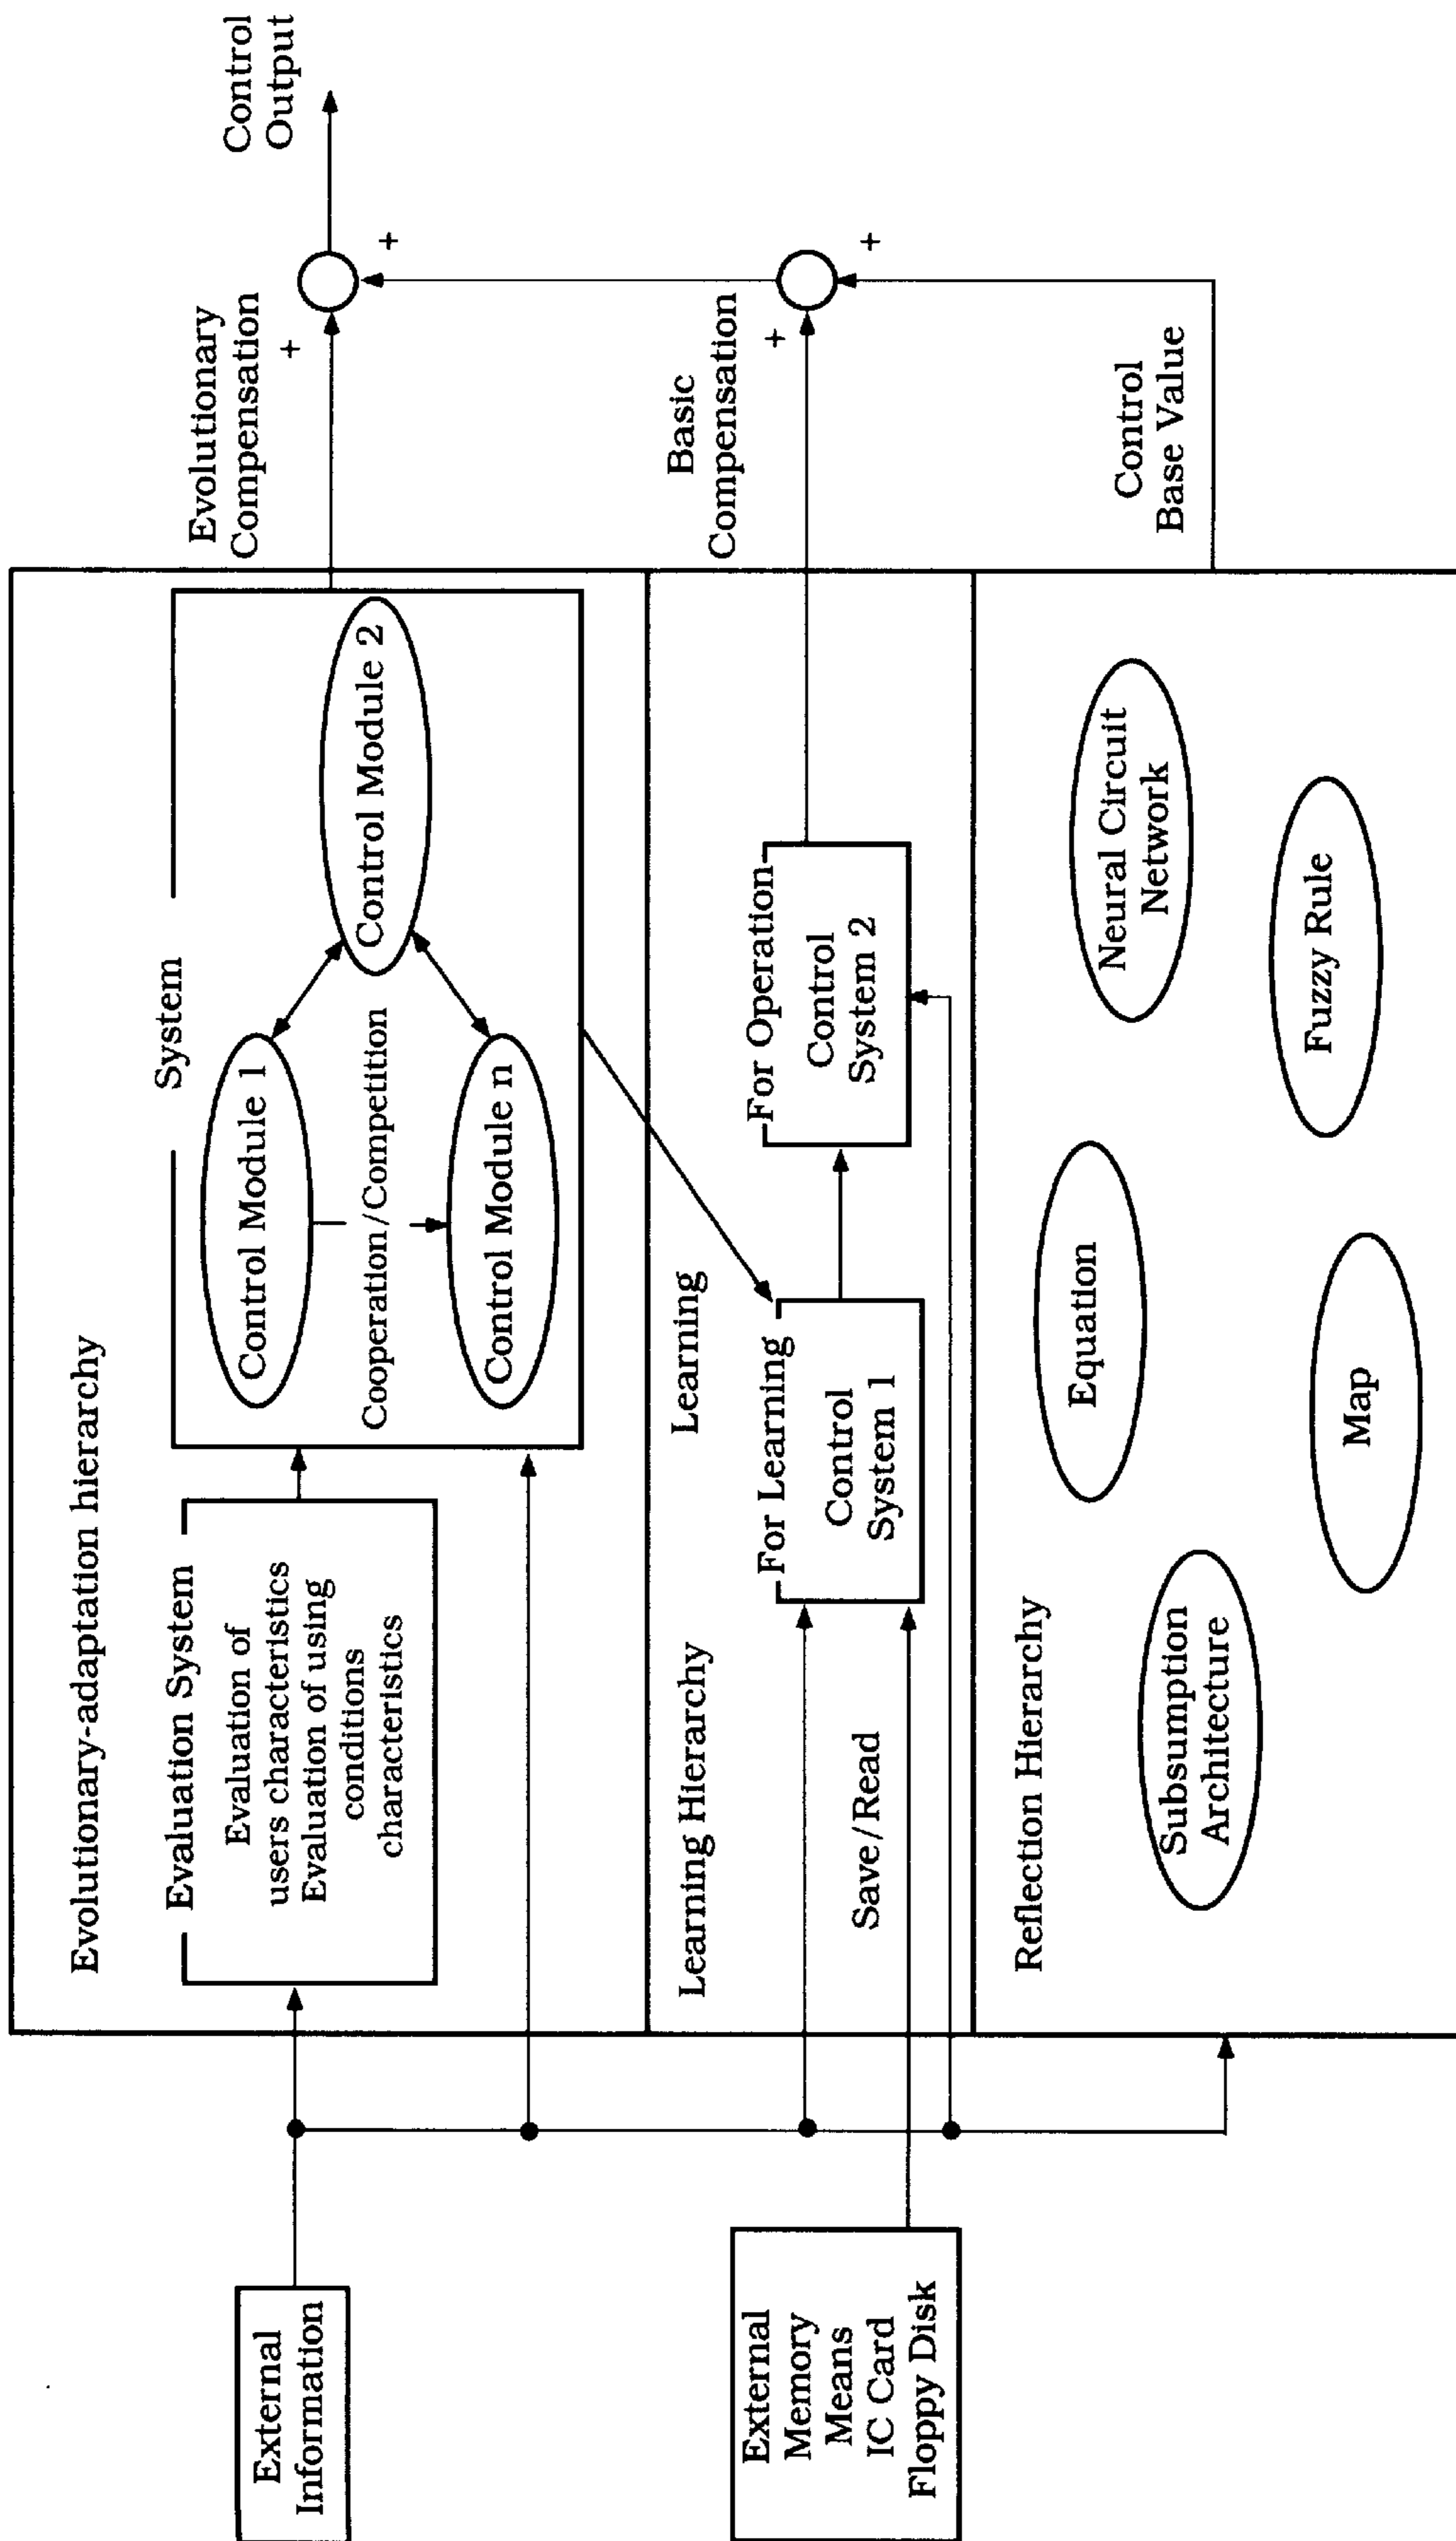 External
Information
External
Memory
Means
IC Card
Floppy Disk
Evolutionary-adaptation hierarchy
Evaluation System
Evaluation of
users characteristics
Evaluation of using
conditions
characteristics
System
Control Module 1
Cooperation/Competition
Control Module n
Control Module 2
Learning Hierarchy
Learning
Save/Read
For Learning
Control
System 1
For Operation
Control
System 2
Reflection Hierarchy
Subsumption
Architecture
Equation
Map
Neural Circuit
Network
Fuzzy Rule
Evolutionary
Compensation
+
+
Control
Output
Basic
Compensation
+
+
Control
Base Value